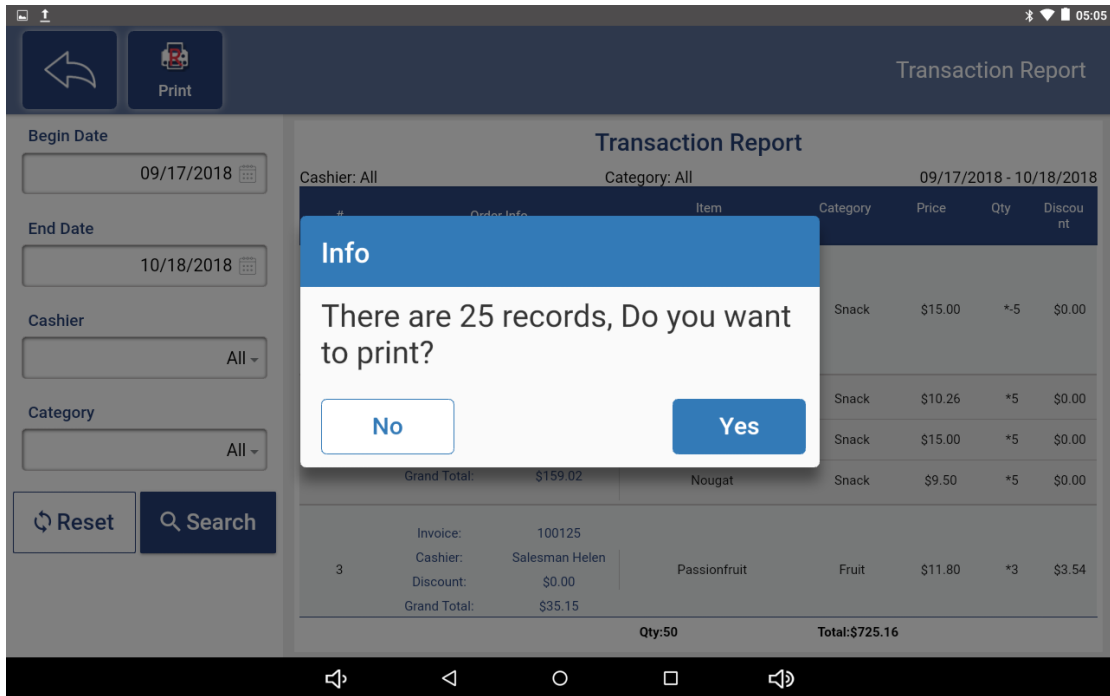 05:05
Print
Transaction Report
Begin Date
09/17/2018
End Date
10/18/2018
Cashier
All
Category
All
Reset
Search
Transaction Report
Cashier: All Category: All 09/17/2018 - 10/18/2018
# Order Info Item Category Price Qty Discou
nt
Info
There are 25 records, Do you want
to print?
No Yes
Snack $15.00 *-5 $0.00
Snack $10.26 *5 $0.00
Snack $15.00 *5 $0.00
Grand Total: $159.02
Nougat Snack $9.50 *5 $0.00
Invoice: 100125
Cashier: Salesman Helen
3 Passionfruit Fruit $11.80 *3 $3.54
Discount: $0.00
Grand Total: $35.15
Qty:50 Total:$725.16